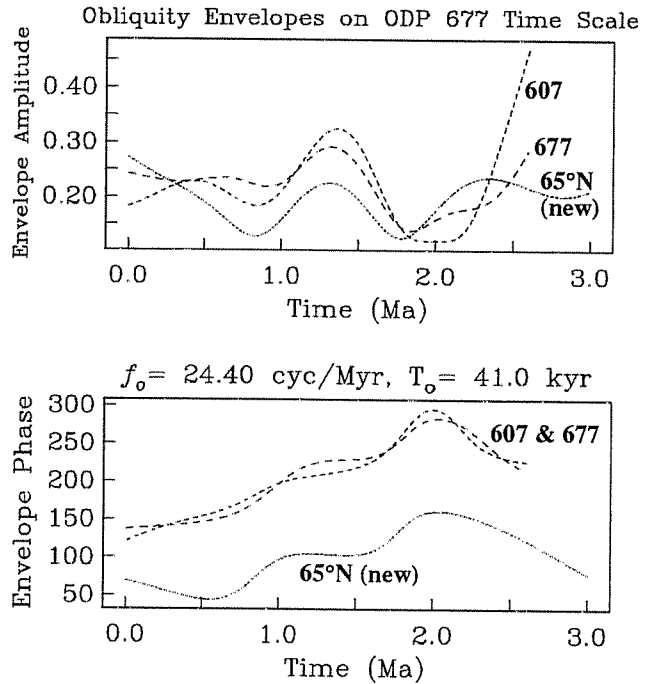 Obliquity Envelopes on ODP 677 Time Scale
Envelope Amplitude
0.40
0.30
0.20
607
677
65°N
(new)
0.0 1.0 2.0 3.0
Time (Ma)
fo= 24.40 cyc/Myr, To= 41.0 kyr
Envelope Phase
300
250
200
150
100
50
607 & 677
65°N (new)
0.0 1.0 2.0 3.0
Time (Ma)